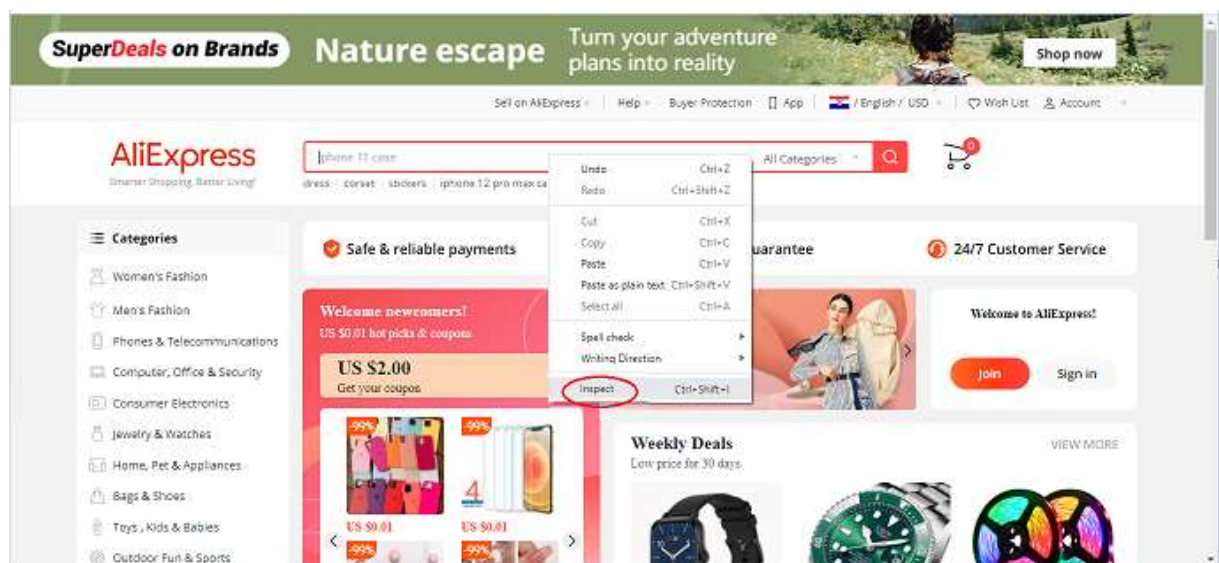 SuperDeals on Brands
Nature escape
Turn your adventure
plans into reality
Shop now
Sell on AliExpress
Help
Buyer Protection
App
/ English / USD
Wish List
Account
AliExpress
Smarter Shopping, Better Living!
Iphone 11 case
All Categories
0
dress corset stickers iphone 12 pro max ca
Undo Ctrl+Z
Redo Ctrl+Shift+Z
Cut Ctrl+X
Copy Ctrl+C
Paste Ctrl+V
Paste as plain text Ctrl+Shift+V
Select all Ctrl+A
Spell check
Writing Direction
Inspect Ctrl+Shift+I
Categories
Women's Fashion
Men's Fashion
Phones & Telecommunications
Computer, Office & Security
Consumer Electronics
Jewelry & Watches
Home, Pet & Appliances
Bags & Shoes
Toys , Kids & Babies
Outdoor Fun & Sports
Safe & reliable payments
uarantee
24/7 Customer Service
Welcome newcomers!
US $0.01 hot picks & coupons
US $2.00
Get your coupon
-99%
-99%
4
US $0.01
US $0.01
-99%
-99%
Welcome to AliExpress!
Join
Sign in
Weekly Deals
VIEW MORE
Low price for 30 days